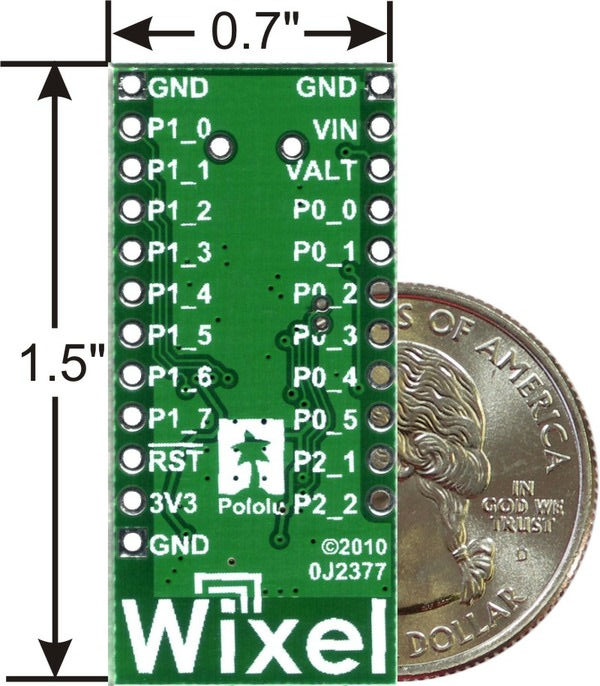 0.7"
1.5"
GND GND
P1_0 VIN
P1_1 VALT
P1_2 P0_0
P1_3 P0_1
P1_4 P0_2
P1_5 P0_3
P1_6 P0_4
P1_7 P0_5
RST P2_1
3V3 Pololu P2_2
GND ©2010
0J2377
Wixel
S OF AMERICA
IN
GOD WE
TRUST
D
DOLLAR